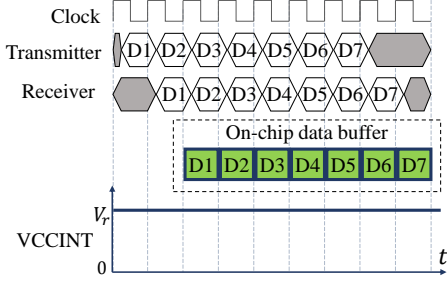 Clock
Transmitter D1 D2 D3 D4 D5 D6 D7
Receiver D1 D2 D3 D4 D5 D6 D7
On-chip data buffer
D1 D2 D3 D4 D5 D6 D7
Vr
VCCINT
0 t